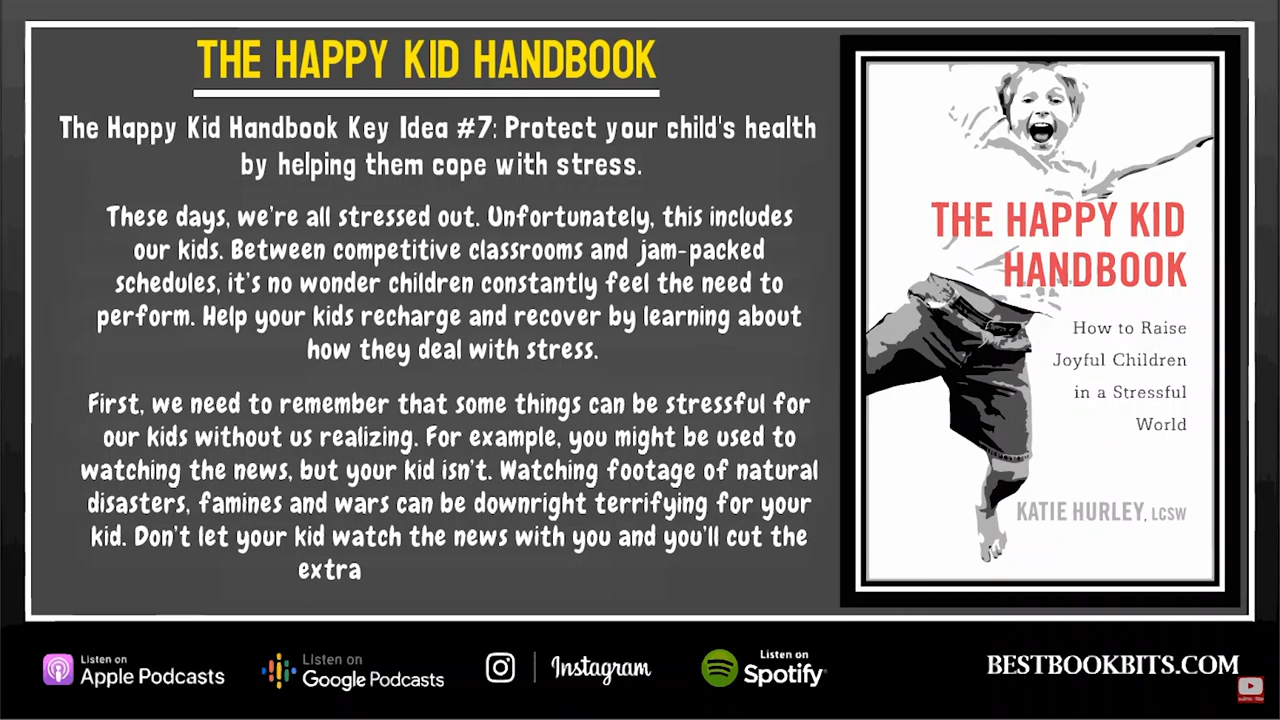 THE HAPPY KID HANDBOOK
The Happy Kid Handbook Key Idea #7: Protect your child's health
by helping them cope with stress.
These days, we're all stressed out. Unfortunately, this includes
our kids. Between competitive classrooms and jam-packed
schedules, it's no wonder children constantly feel the need to
perform. Help your kids recharge and recover by learning about
how they deal with stress.
First, we need to remember that some things can be stressful for
our kids without us realizing. For example, you might be used to
watching the news, but your kid isn't. Watching footage of natural
disasters, famines and wars can be downright terrifying for your
kid. Don't let your kid watch the news with you and you'll cut the
extra
THE HAPPY KID
HANDBOOK
How to Raise
Joyful Children
in a Stressful
World
KATIE HURLEY, LCSW
Listen on
Apple Podcasts
Listen on
Google Podcasts
Instagram
Listen on
Spotify
BESTBOOKBITS.COM